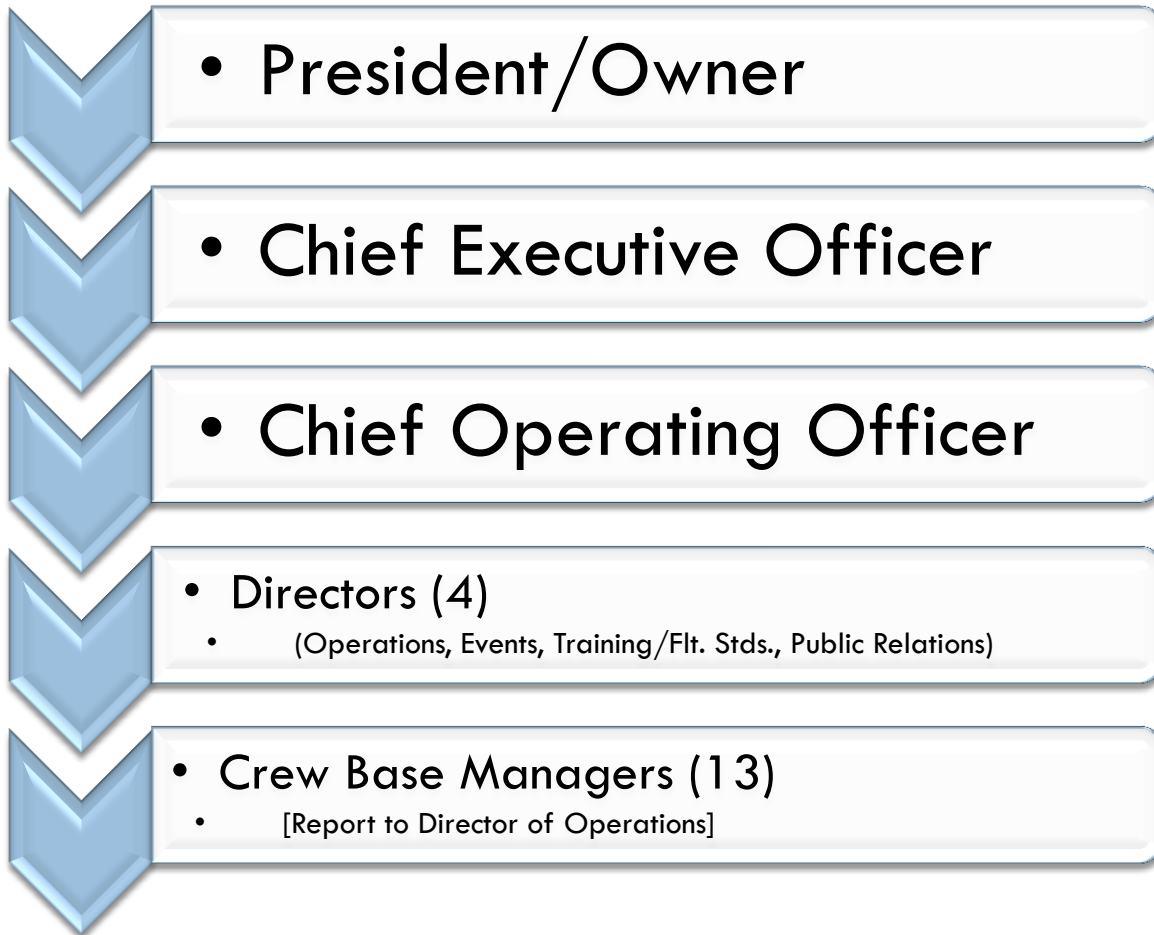 • President/Owner
• Chief Executive Officer
• Chief Operating Officer
• Directors (4)
• (Operations, Events, Training/Flt. Stds., Public Relations)
• Crew Base Managers (13)
• [Report to Director of Operations]